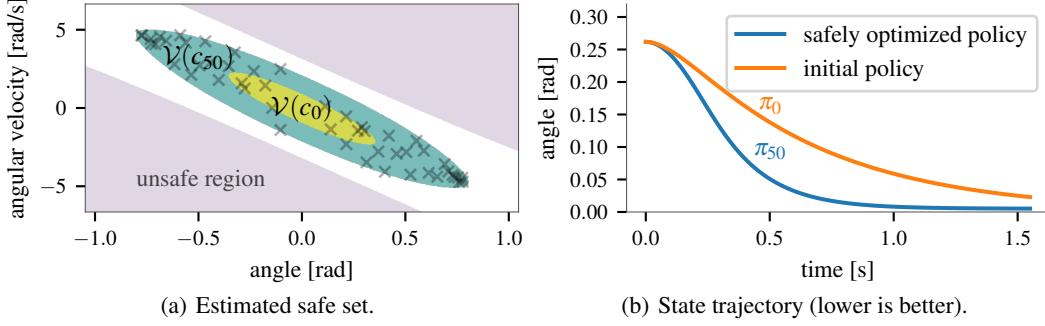 angular velocity [rad/s]
5
0
−5
𝒱(c₅₀)
𝒱(c₀)
unsafe region
−1.0 −0.5 0.0 0.5 1.0
angle [rad]
(a) Estimated safe set.
angle [rad]
0.30
0.25
0.20
0.15
0.10
0.05
0.00
safely optimized policy
initial policy
π₀
π₅₀
0.0 0.5 1.0 1.5
time [s]
(b) State trajectory (lower is better).